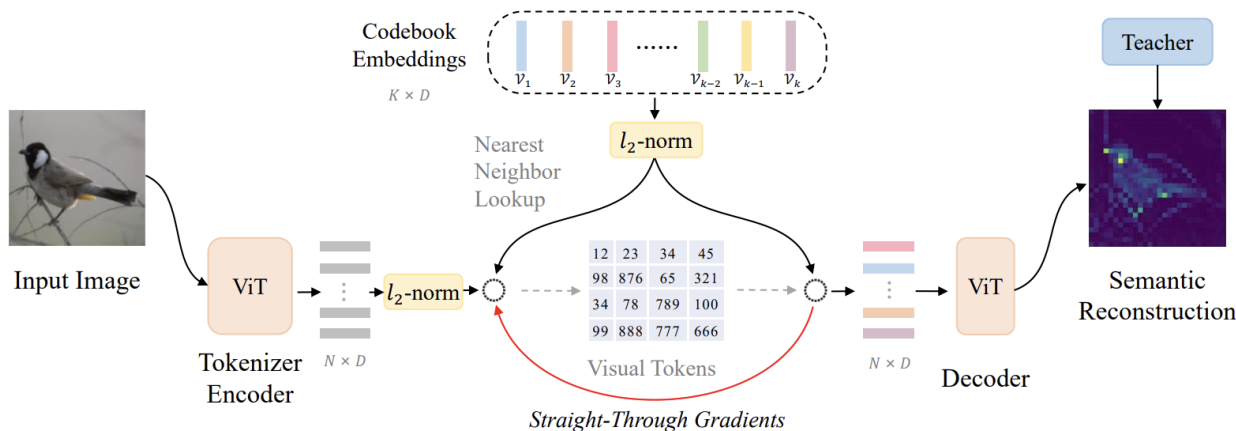 Codebook
Embeddings
K × D
𝒱₁ 𝒱₂ 𝒱₃ ...... 𝒱ₖ₋₂ 𝒱ₖ₋₁ 𝒱ₖ
Teacher
l₂-norm
Nearest
Neighbor
Lookup
Input Image
ViT
Tokenizer
Encoder
N × D
l₂-norm
12 23 34 45
98 876 65 321
34 78 789 100
99 888 777 666
Visual Tokens
Straight-Through Gradients
N × D
ViT
Decoder
Semantic
Reconstruction